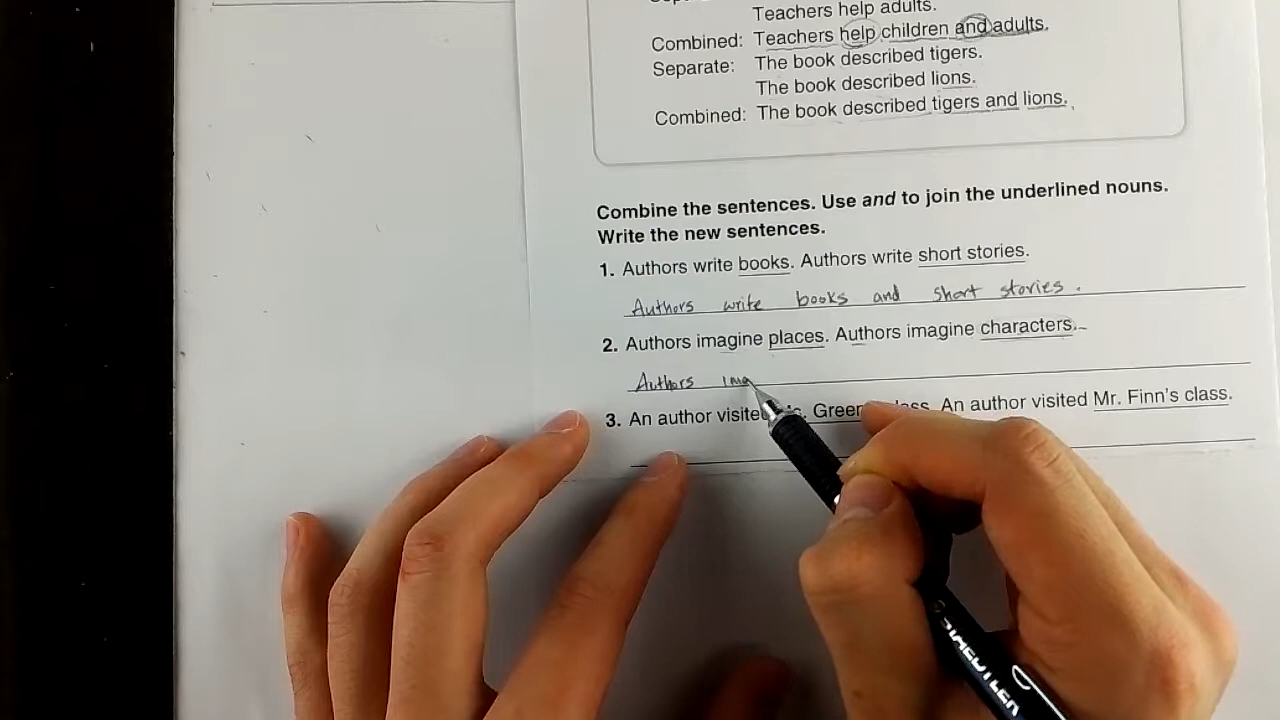 Teachers help adults.
Combined: Teachers help children and adults.
Separate: The book described tigers.
The book described lions.
Combined: The book described tigers and lions.
Combine the sentences. Use and to join the underlined nouns.
Write the new sentences.
1. Authors write books. Authors write short stories.
Authors write books and short stories.
2. Authors imagine places. Authors imagine characters.
Authors ima
3. An author visited Green An author visited Mr. Finn's class.
STAEDTLER